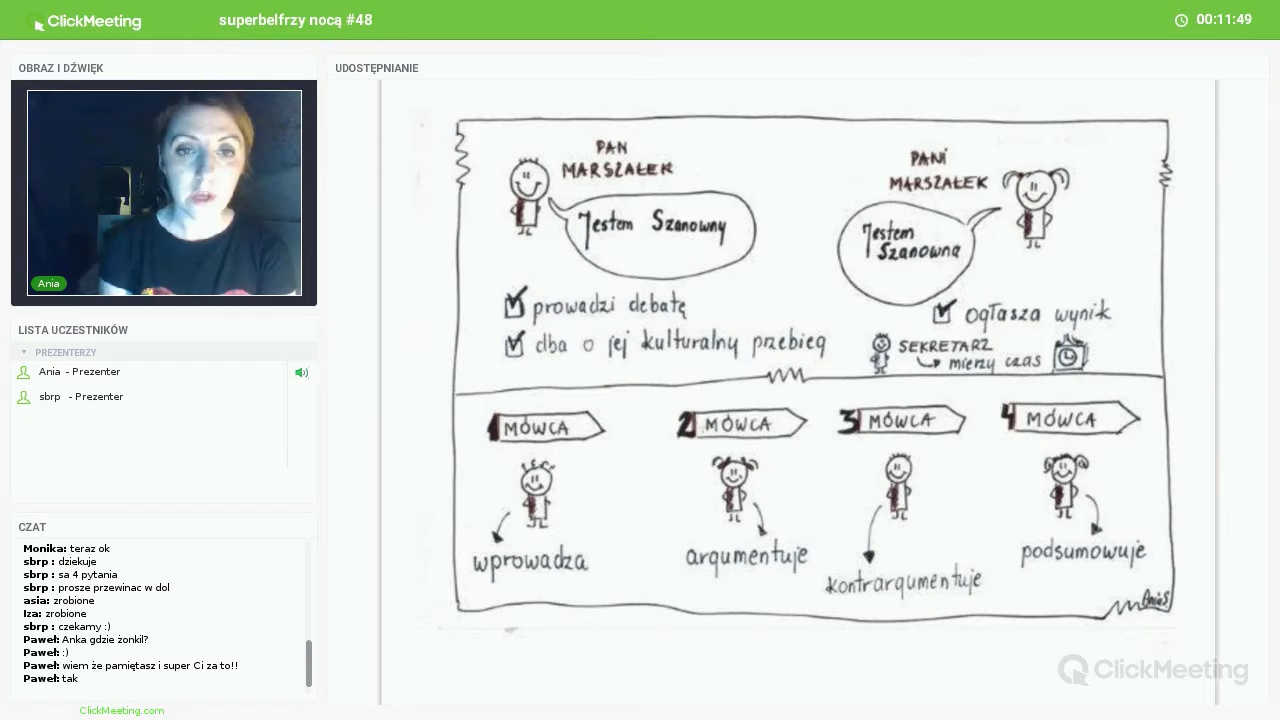 ClickMeeting
superbelfrzy nocą #48
00:11:49
OBRAZ I DŹWIĘK
Ania
LISTA UCZESTNIKÓW
PREZENTERZY
Ania - Prezenter
sbrp - Prezenter
CZAT
Monika: teraz ok
sbrp : dziekuje
sbrp : sa 4 pytania
sbrp : prosze przewinac w dol
asia: zrobione
Iza: zrobione
sbrp : czekamy :)
Paweł: Anka gdzie żonkil?
Paweł: :)
Paweł: wiem że pamiętasz i super Ci za to!!
Paweł: tak
ClickMeeting.com
UDOSTĘPNIANIE
PAN
MARSZAŁEK
Jestem Szanowny
PANi
MARSZAŁEK
Jestem
Szanowna
prowadzi debatę
dba o jej kulturalny przebieg
ogłasza wynik
SEKRETARZ
mierzy czas
1 MÓWCA
2 MÓWCA
3 MÓWCA
4 MÓWCA
wprowadza
argumentuje
kontrargumentuje
podsumowuje
ClickMeeting